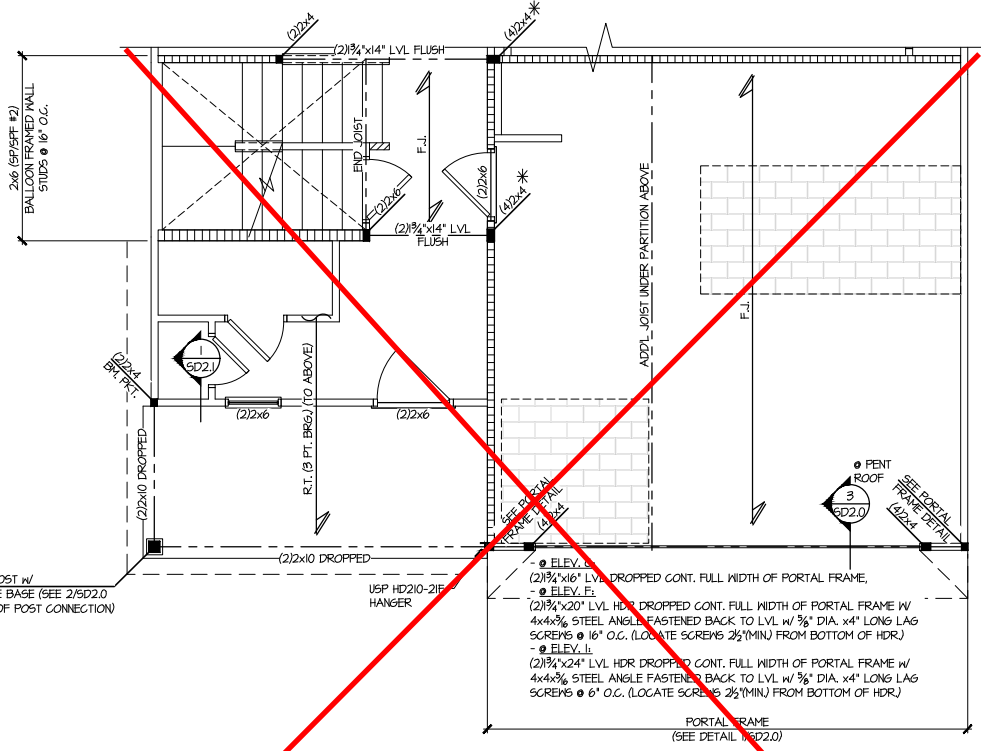 (2)2x4
(4)2x4*
(2)1¾"x14" LVL FLUSH
2x6 (SP/SPF #2)
BALLOON FRAMED WALL
STUDS @ 16" O.C.
END JOIST
F.J.
(2)2x6
(2)2x6
(4)2x4*
(2)1¾"x14" LVL
FLUSH
ADD'L JOIST UNDER PARTITION ABOVE
F.J.
1
SD2.1
(2)2x4
BM. PKT.
R.T. (3 PT. BRG.) (TO ABOVE)
(2)2x6
(2)2x6
(2)2x10 DROPPED
@ PENT
ROOF
3
SD2.0
SEE PORTAL
FRAME DETAIL
(4)2x4
SEE PORTAL
FRAME DETAIL
(4)2x4
(2)2x10 DROPPED
OST W/
E BASE (SEE 2/SD2.0
OF POST CONNECTION)
USP HD210-2IF
HANGER
- @ ELEV.
(2)1¾"x16" LVL DROPPED CONT. FULL WIDTH OF PORTAL FRAME,
- @ ELEV. F:
(2)1¾"x20" LVL HDR DROPPED CONT. FULL WIDTH OF PORTAL FRAME W/
4x4x5/16 STEEL ANGLE FASTENED BACK TO LVL W/ ⅝" DIA. x4" LONG LAG
SCREWS @ 16" O.C. (LOCATE SCREWS 2½"(MIN.) FROM BOTTOM OF HDR.)
- @ ELEV. I:
(2)1¾"x24" LVL HDR DROPPED CONT. FULL WIDTH OF PORTAL FRAME W/
4x4x5/16 STEEL ANGLE FASTENED BACK TO LVL W/ ⅝" DIA. x4" LONG LAG
SCREWS @ 6" O.C. (LOCATE SCREWS 2½"(MIN.) FROM BOTTOM OF HDR.)
PORTAL FRAME
(SEE DETAIL 1/SD2.0)